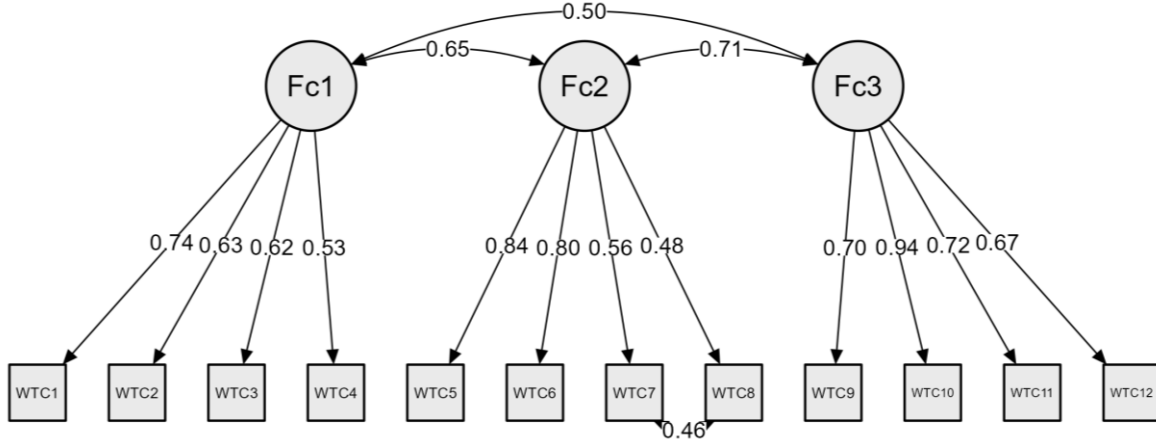 0.50
0.65 0.71
Fc1 Fc2 Fc3
0.74 0.63 0.62 0.53 0.84 0.80 0.56 0.48 0.70 0.94 0.72 0.67
WTC1 WTC2 WTC3 WTC4 WTC5 WTC6 WTC7 WTC8 WTC9 WTC10 WTC11 WTC12
0.46